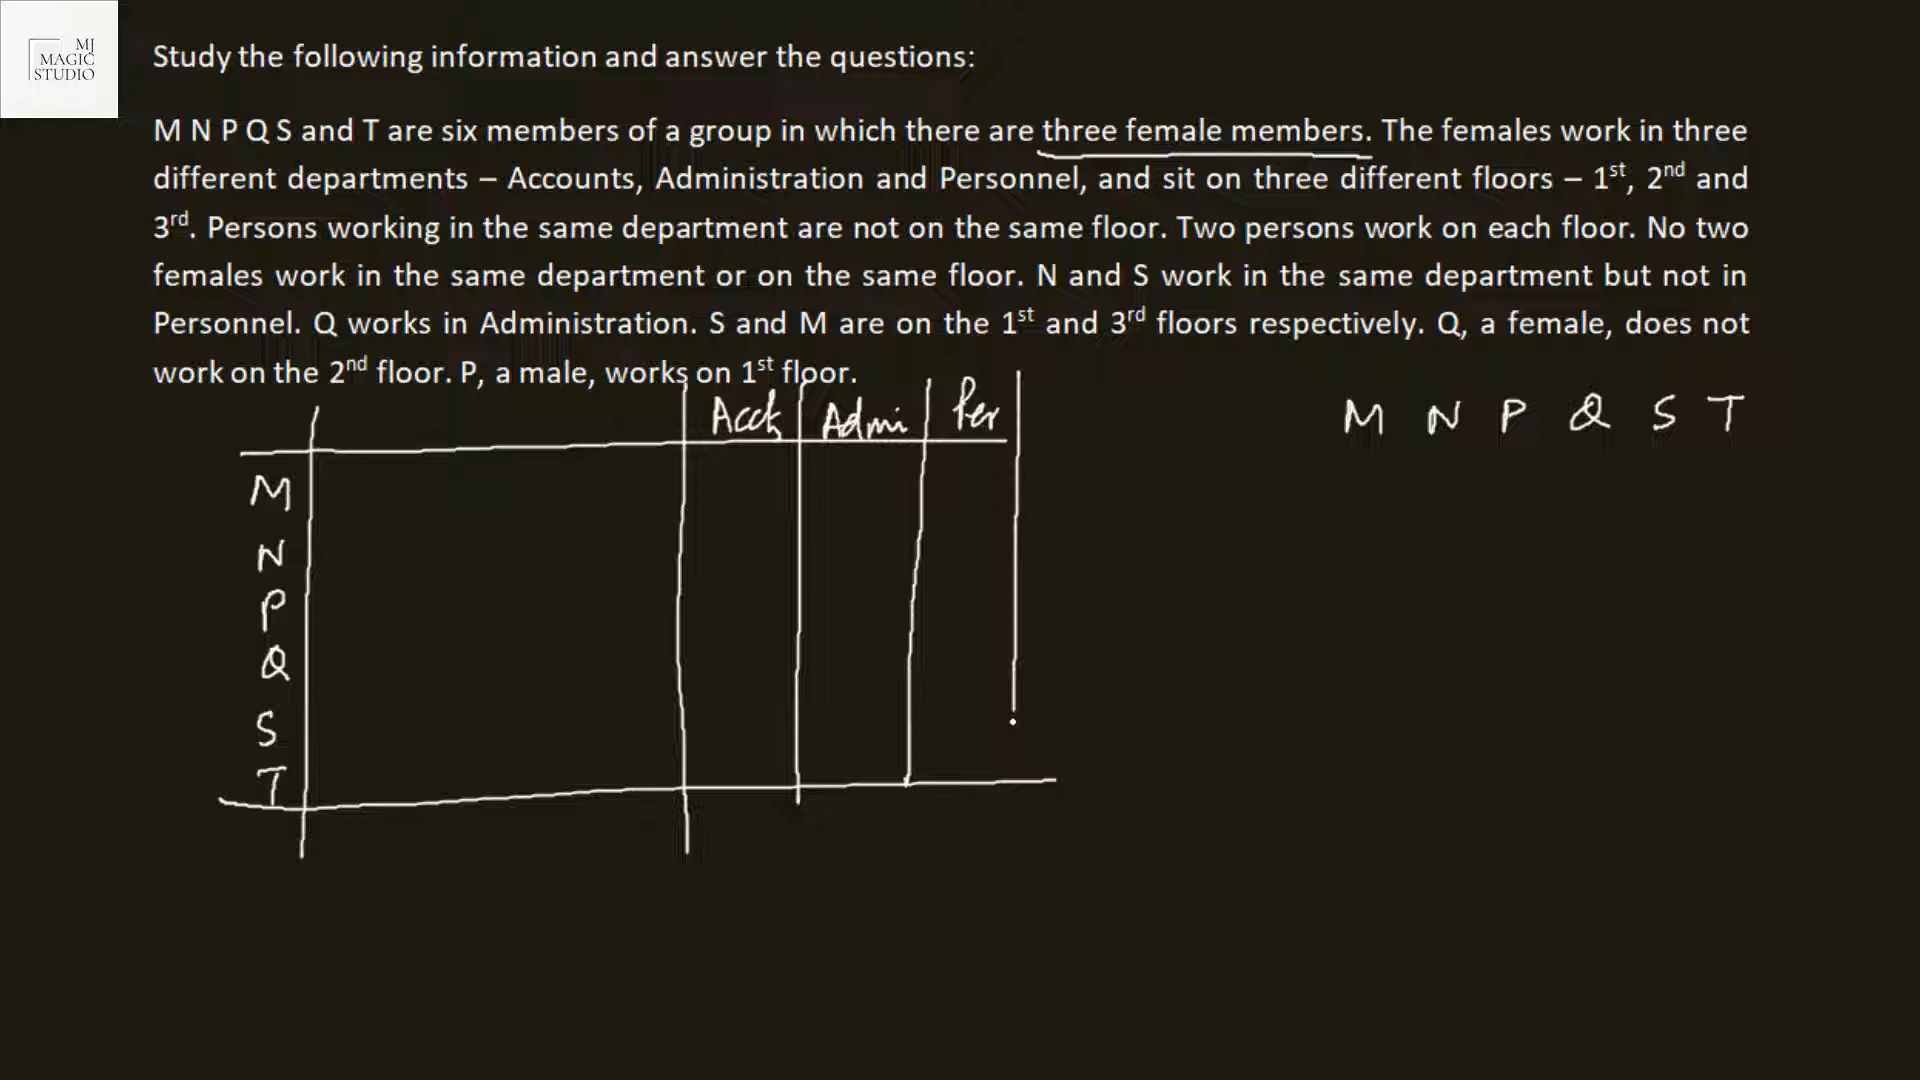 MJ
MAGIC
STUDIO
Study the following information and answer the questions:
M N P Q S and T are six members of a group in which there are three female members. The females work in three
different departments – Accounts, Administration and Personnel, and sit on three different floors – 1st, 2nd and
3rd. Persons working in the same department are not on the same floor. Two persons work on each floor. No two
females work in the same department or on the same floor. N and S work in the same department but not in
Personnel. Q works in Administration. S and M are on the 1st and 3rd floors respectively. Q, a female, does not
work on the 2nd floor. P, a male, works on 1st floor.
Acct Admi Per
M N P Q S T
M
N
P
Q
S
T